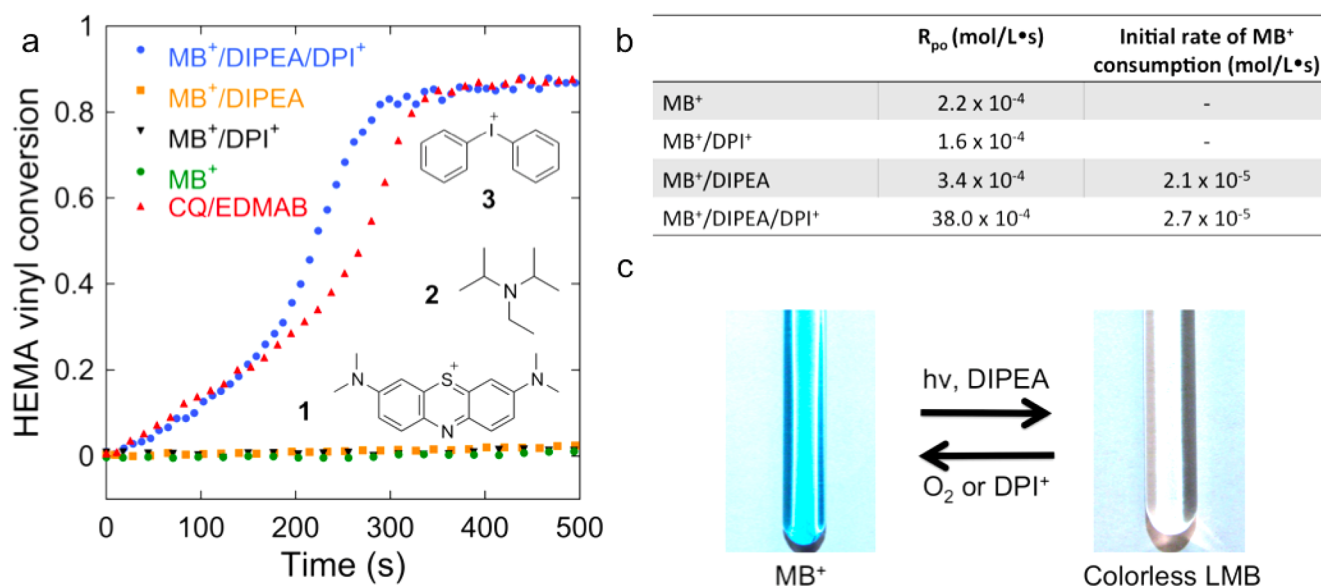 a
HEMA vinyl conversion
1
0.8
0.6
0.4
0.2
0
MB⁺/DIPEA/DPI⁺
MB⁺/DIPEA
MB⁺/DPI⁺
MB⁺
CQ/EDMAB
I⁺
3
2
N
1
N
S⁺
N
N
0 100 200 300 400 500
Time (s)
b
Rₚₒ (mol/L•s) Initial rate of MB⁺
consumption (mol/L•s)
MB⁺ 2.2 x 10⁻⁴ -
MB⁺/DPI⁺ 1.6 x 10⁻⁴ -
MB⁺/DIPEA 3.4 x 10⁻⁴ 2.1 x 10⁻⁵
MB⁺/DIPEA/DPI⁺ 38.0 x 10⁻⁴ 2.7 x 10⁻⁵
c
hν, DIPEA
O₂ or DPI⁺
MB⁺
Colorless LMB